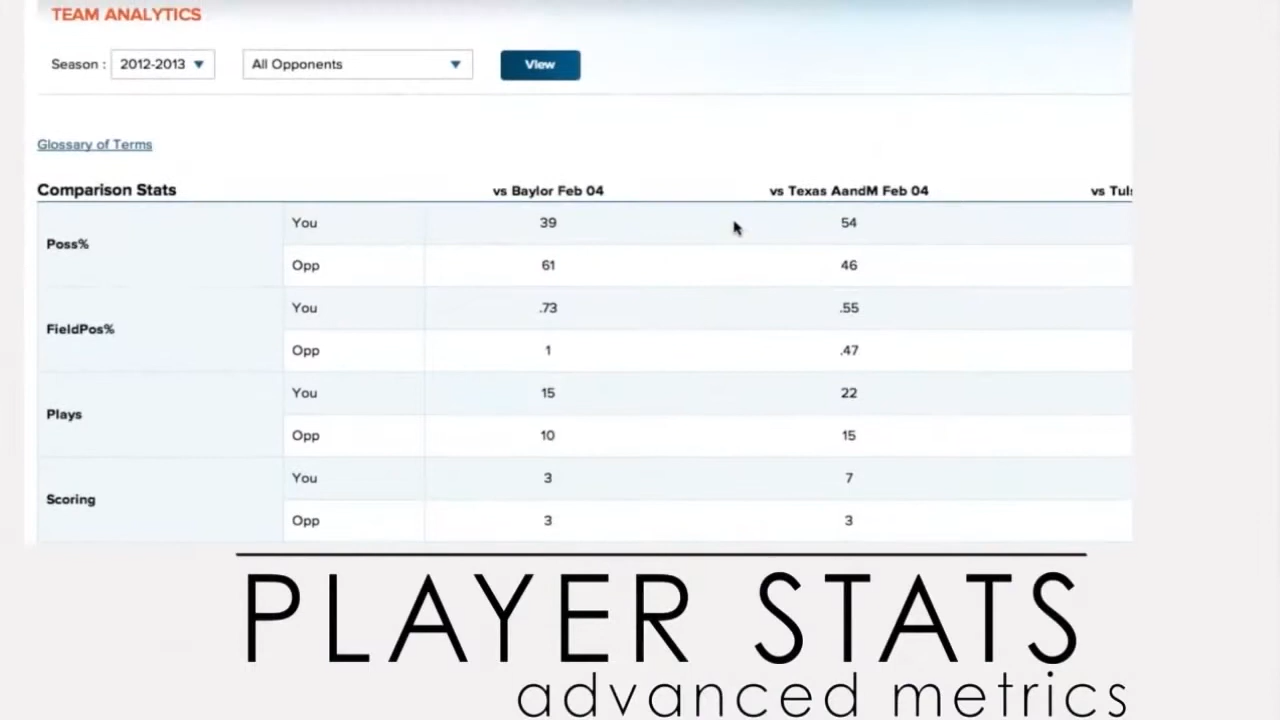 TEAM ANALYTICS
Season : 2012-2013 All Opponents View
Glossary of Terms
Comparison Stats vs Baylor Feb 04 vs Texas AandM Feb 04 vs Tul
Poss% You 39 54
Opp 61 46
FieldPos% You .73 .55
Opp 1 .47
Plays You 15 22
Opp 10 15
Scoring You 3 7
Opp 3 3
PLAYER STATS
advanced metrics